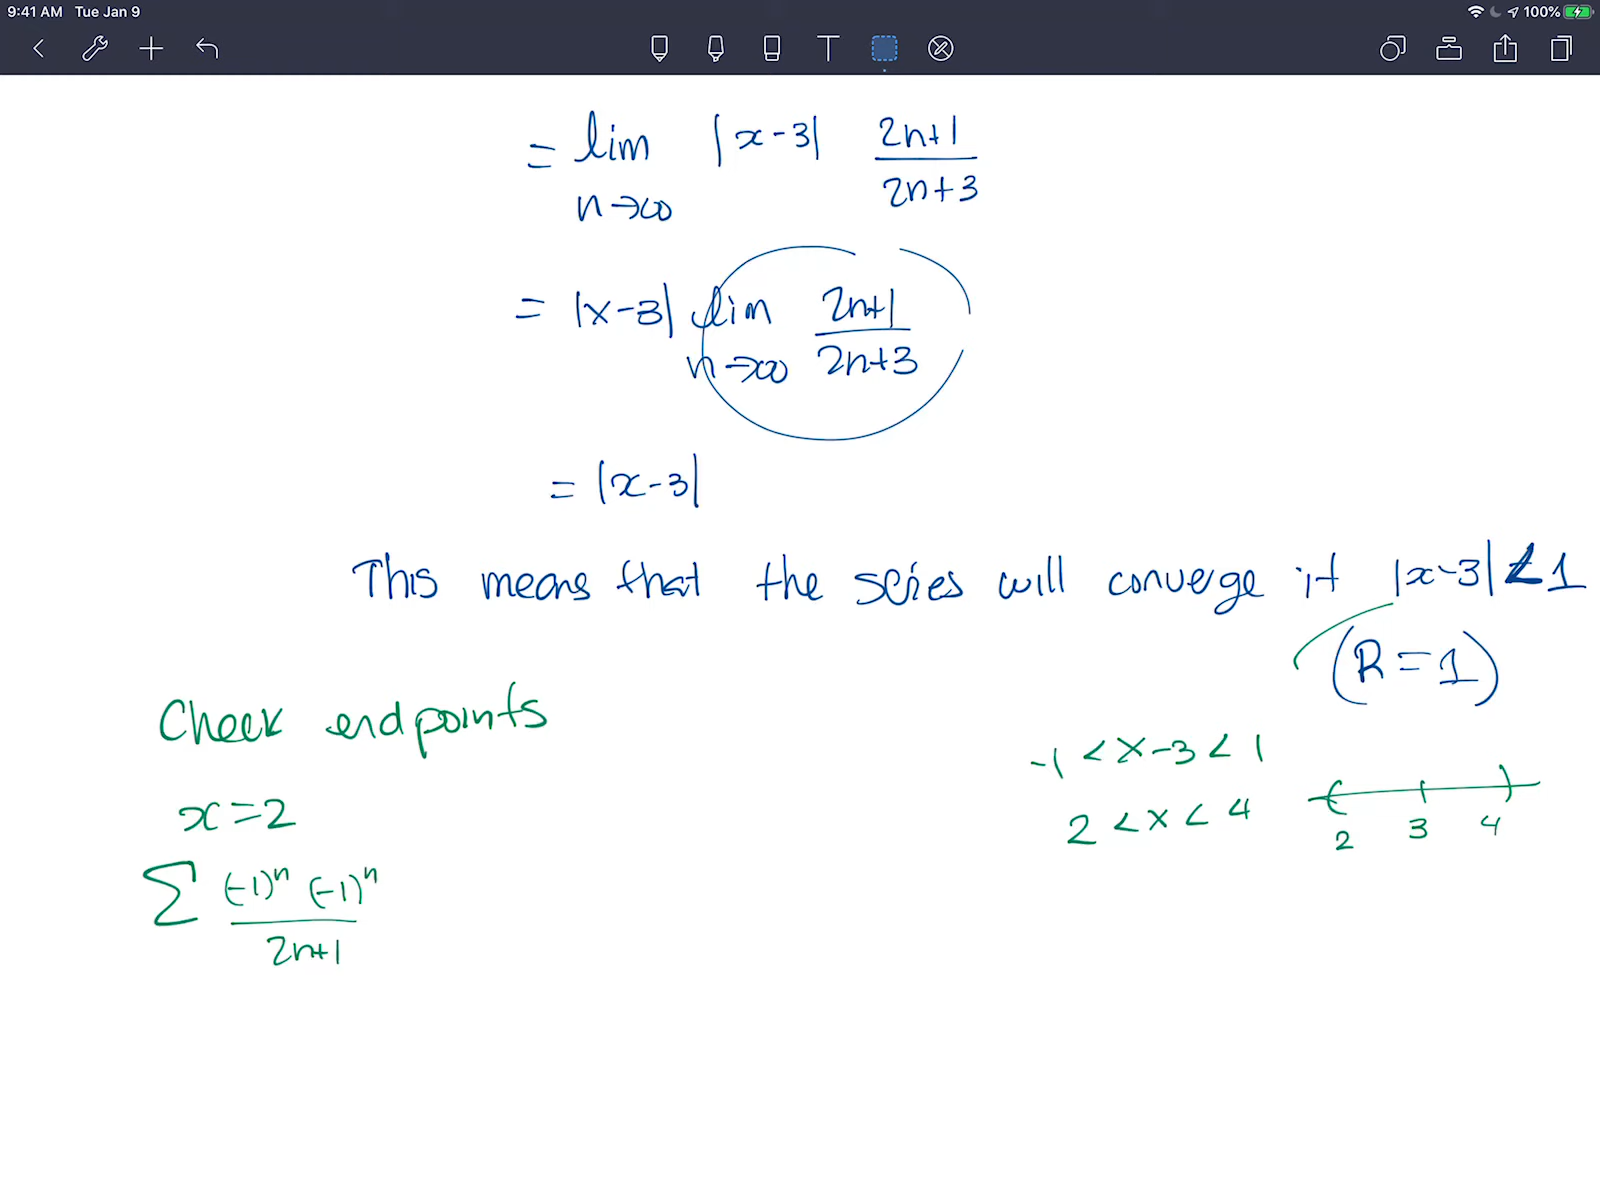 9:41 AM Tue Jan 9 100%
T
= lim |x-3| 2n+1
n→∞ 2n+3
= |x-3| lim 2n+1
n→∞ 2n+3
= |x-3|
This means that the series will converge if |x-3| < 1
(R = 1)
Check endpoints
-1 < x-3 < 1
x = 2
2 < x < 4
2 3 4
Σ (-1)ⁿ (-1)ⁿ
2n+1